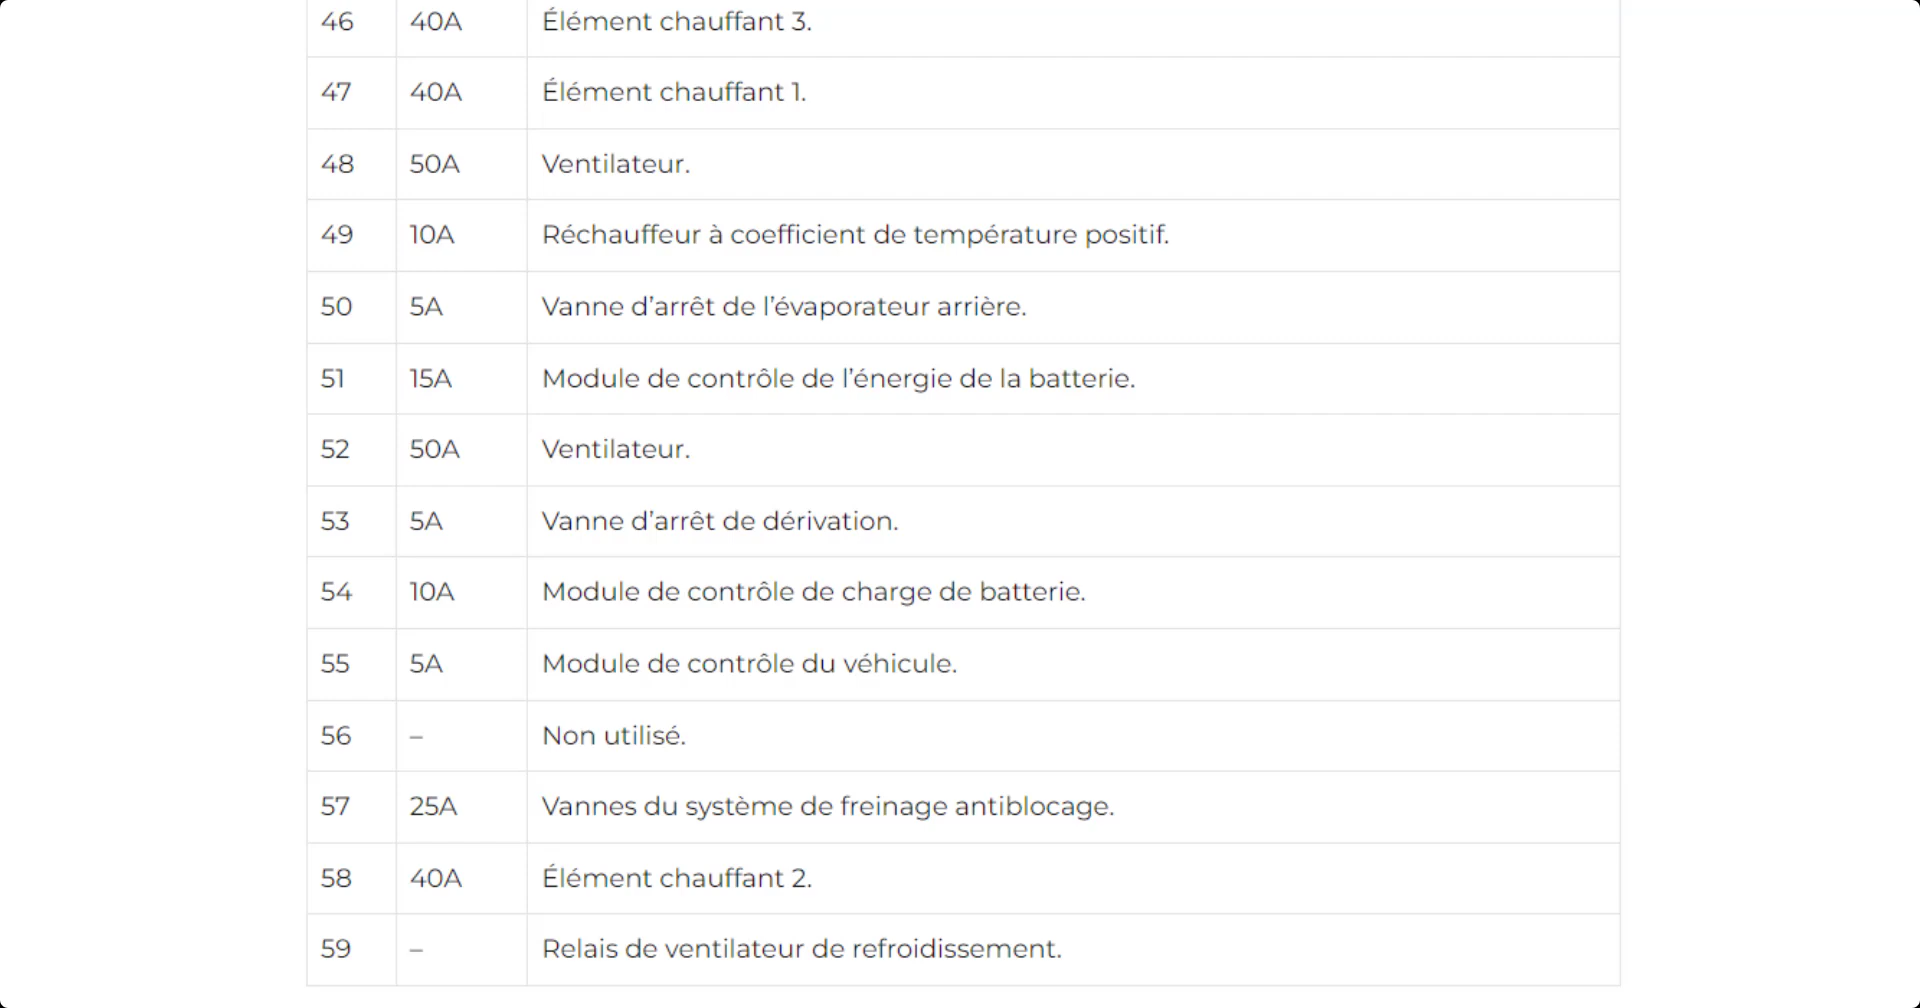 46 40A Élément chauffant 3.
47 40A Élément chauffant 1.
48 50A Ventilateur.
49 10A Réchauffeur à coefficient de température positif.
50 5A Vanne d’arrêt de l’évaporateur arrière.
51 15A Module de contrôle de l’énergie de la batterie.
52 50A Ventilateur.
53 5A Vanne d’arrêt de dérivation.
54 10A Module de contrôle de charge de batterie.
55 5A Module de contrôle du véhicule.
56 – Non utilisé.
57 25A Vannes du système de freinage antiblocage.
58 40A Élément chauffant 2.
59 – Relais de ventilateur de refroidissement.